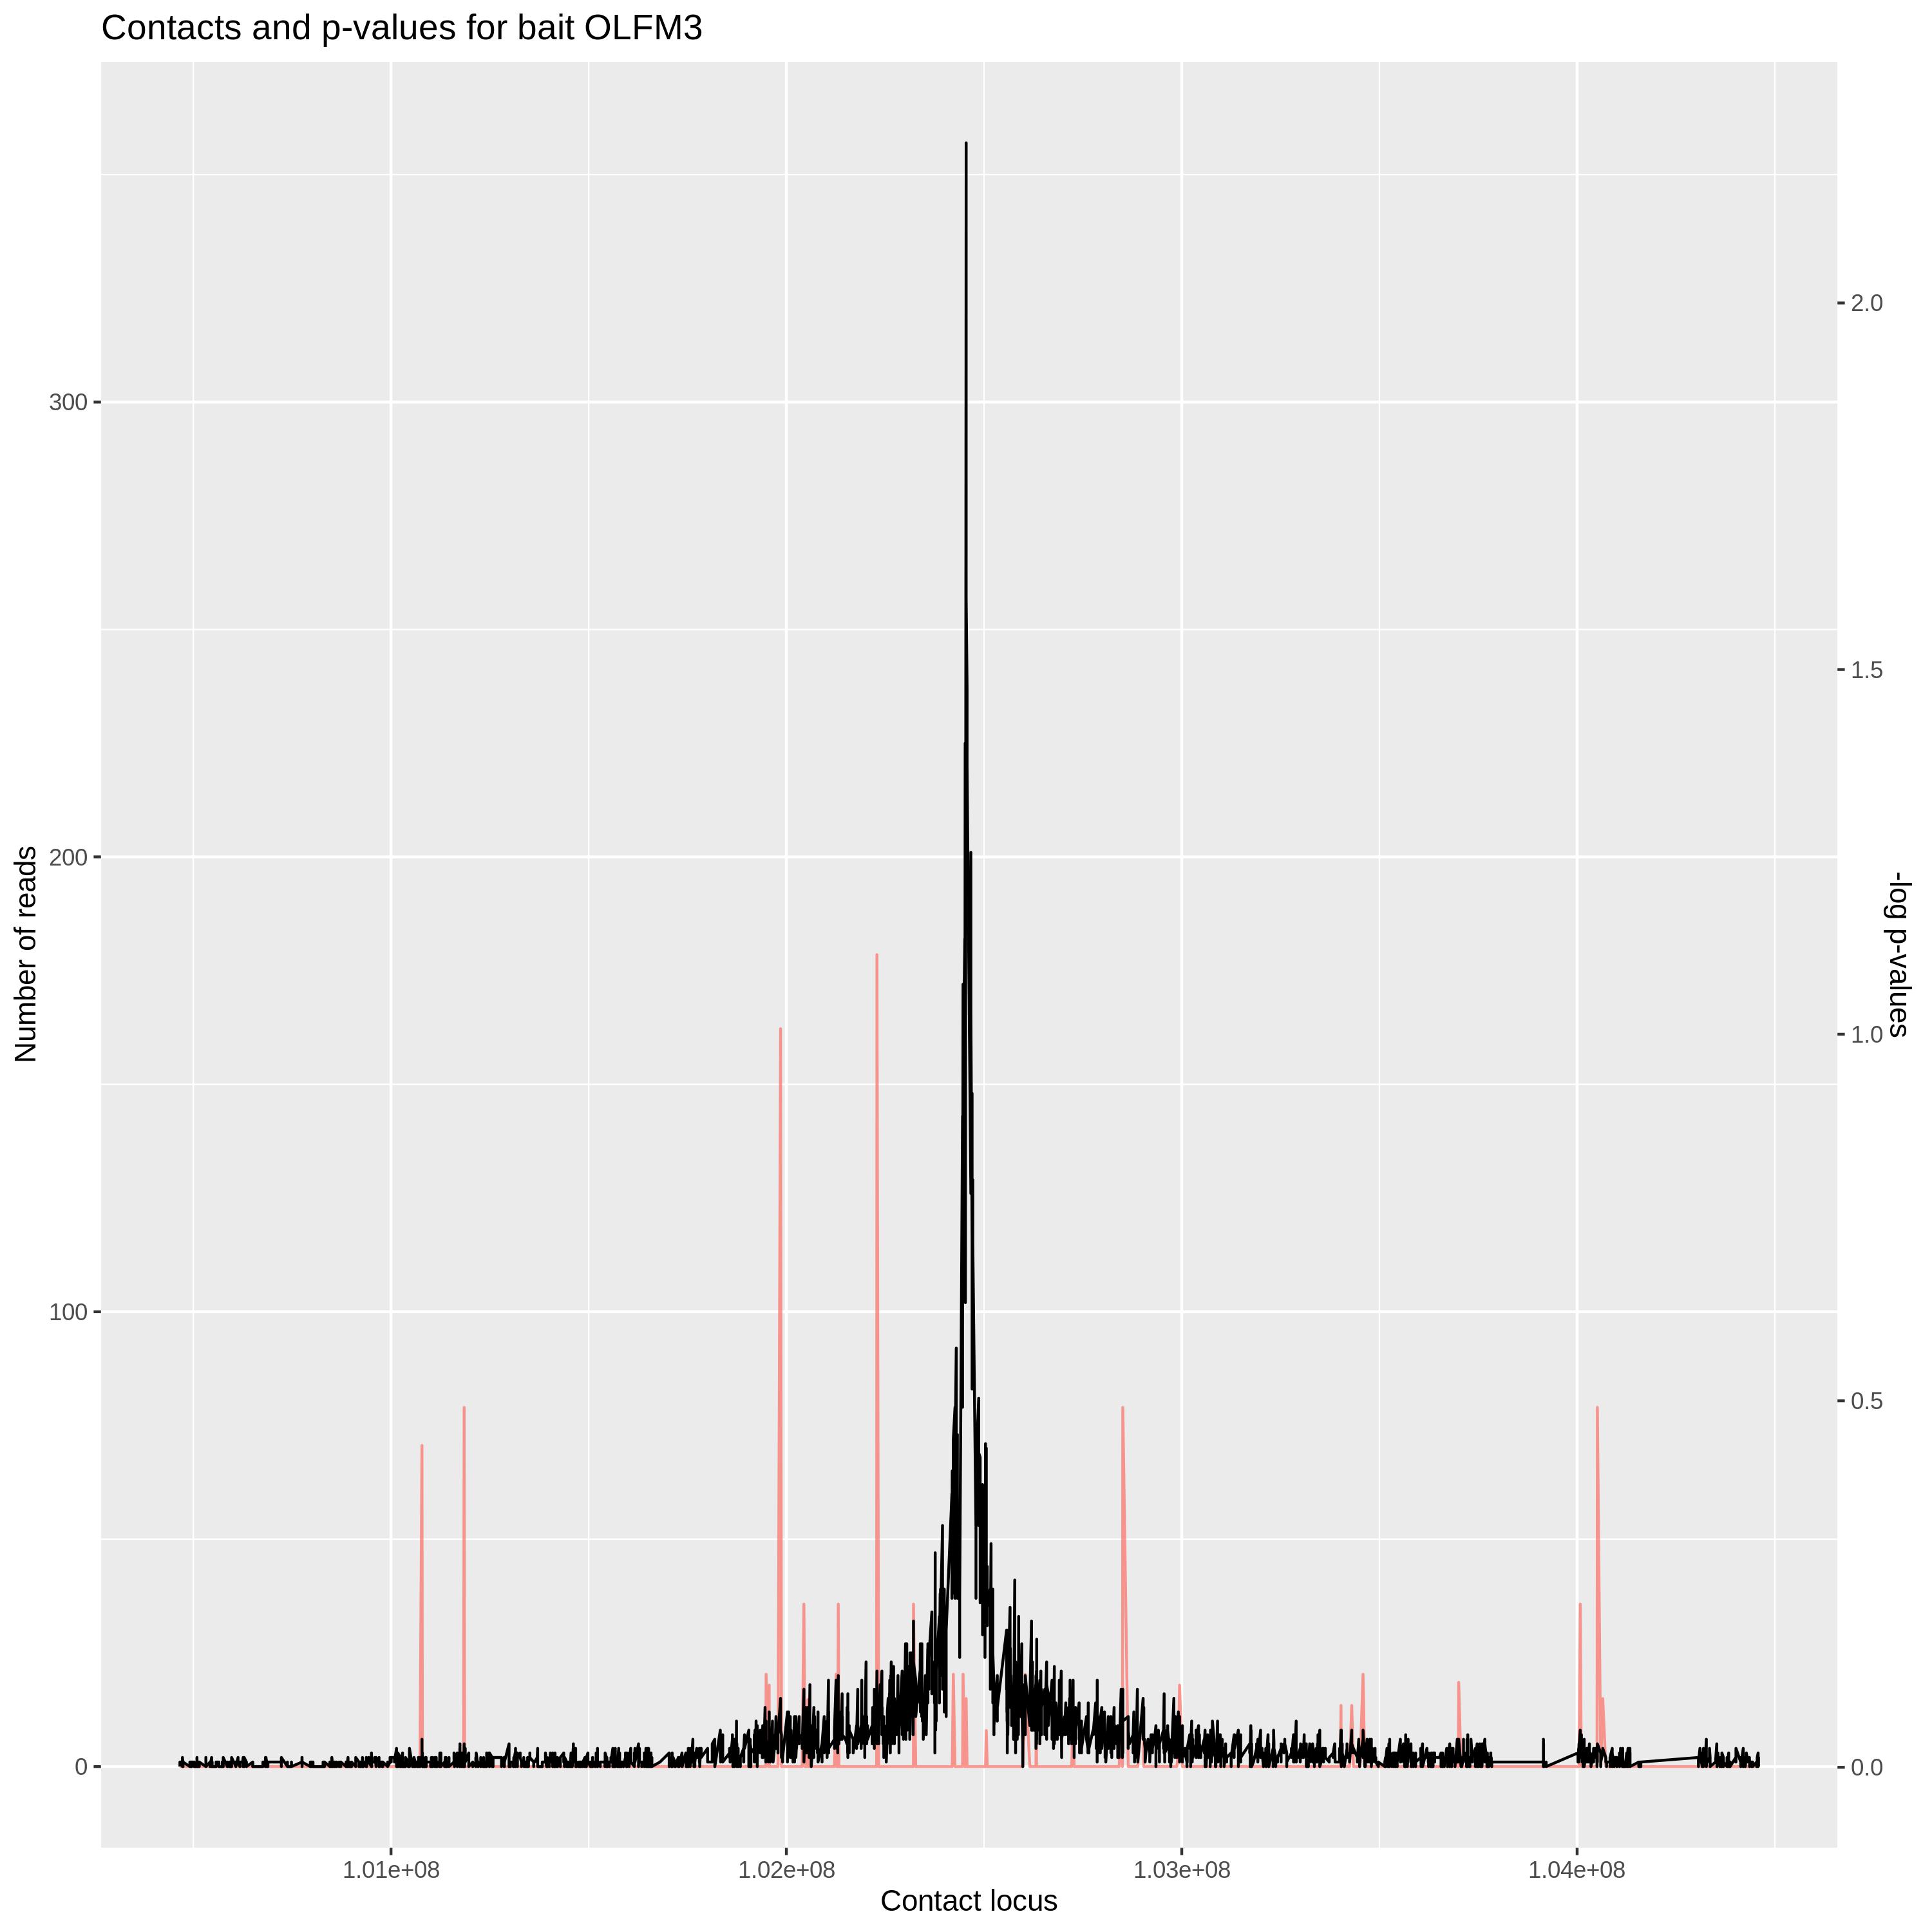 Contacts and p-values for bait OLFM3
Number of reads
300
200
100
0
2.0
1.5
1.0
0.5
0.0
-log p-values
1.01e+08
1.02e+08
1.03e+08
1.04e+08
Contact locus